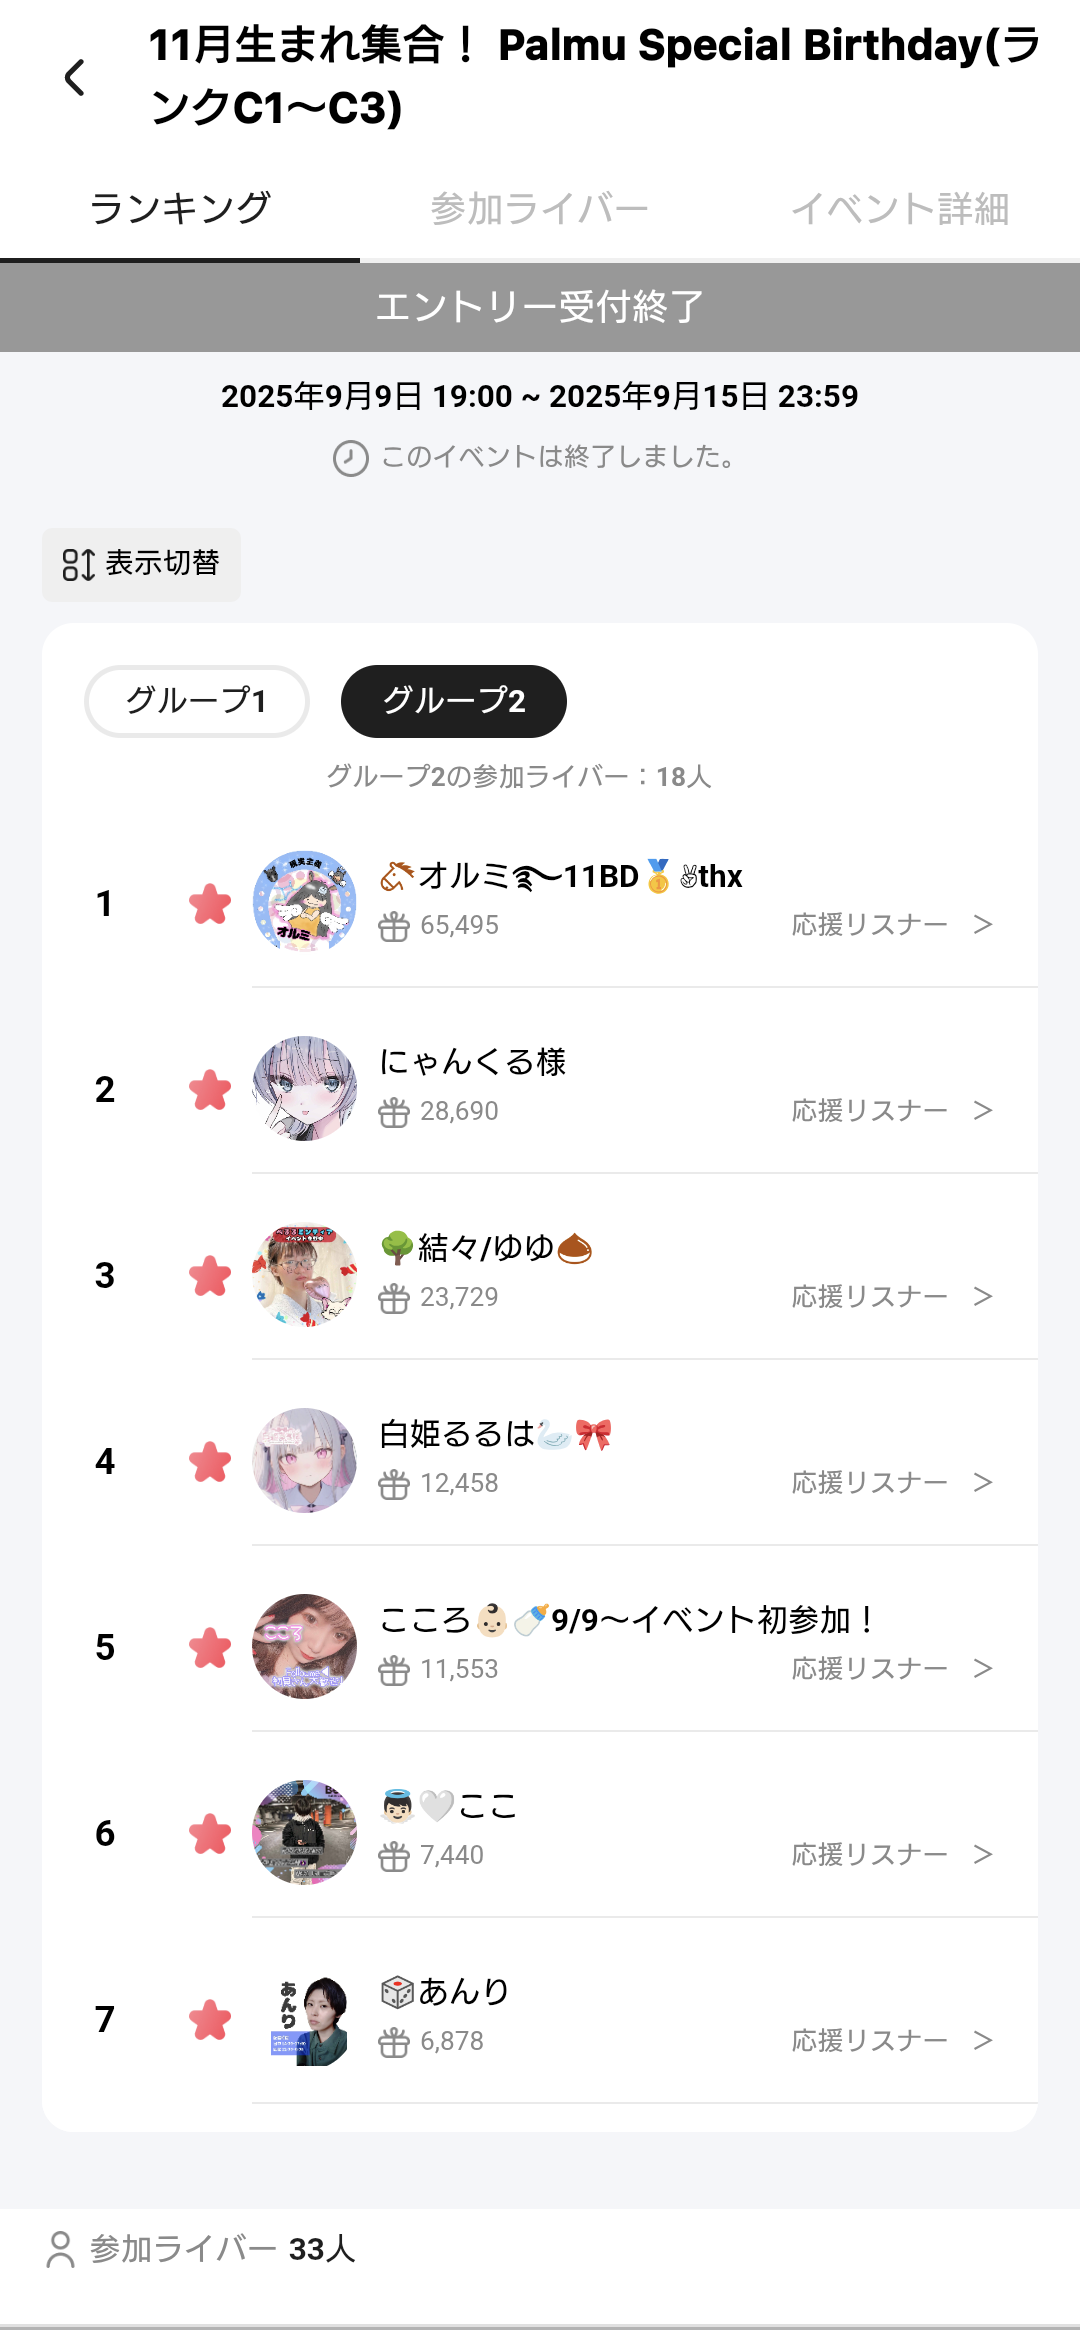 11月生まれ集合！ Palmu Special Birthday(ラ
ンクC1〜C3)
ランキング
参加ライバー
イベント詳細
エントリー受付終了
2025年9月9日 19:00 ~ 2025年9月15日 23:59
このイベントは終了しました。
表示切替
グループ1
グループ2
グループ2の参加ライバー：18人
1
現実主義
オルミ
🐴オルミ࿐11BD🥇✌thx
65,495
応援リスナー >
2
にゃんくる様
28,690
応援リスナー >
3
🌳結々/ゆゆ🌰
23,729
応援リスナー >
4
白姫るるは🦢🎀
12,458
応援リスナー >
5
こころ👶🏻🍼9/9〜イベント初参加！
11,553
応援リスナー >
6
👼🏻🤍ここ
7,440
応援リスナー >
7
あんり
🎲あんり
6,878
応援リスナー >
参加ライバー 33人